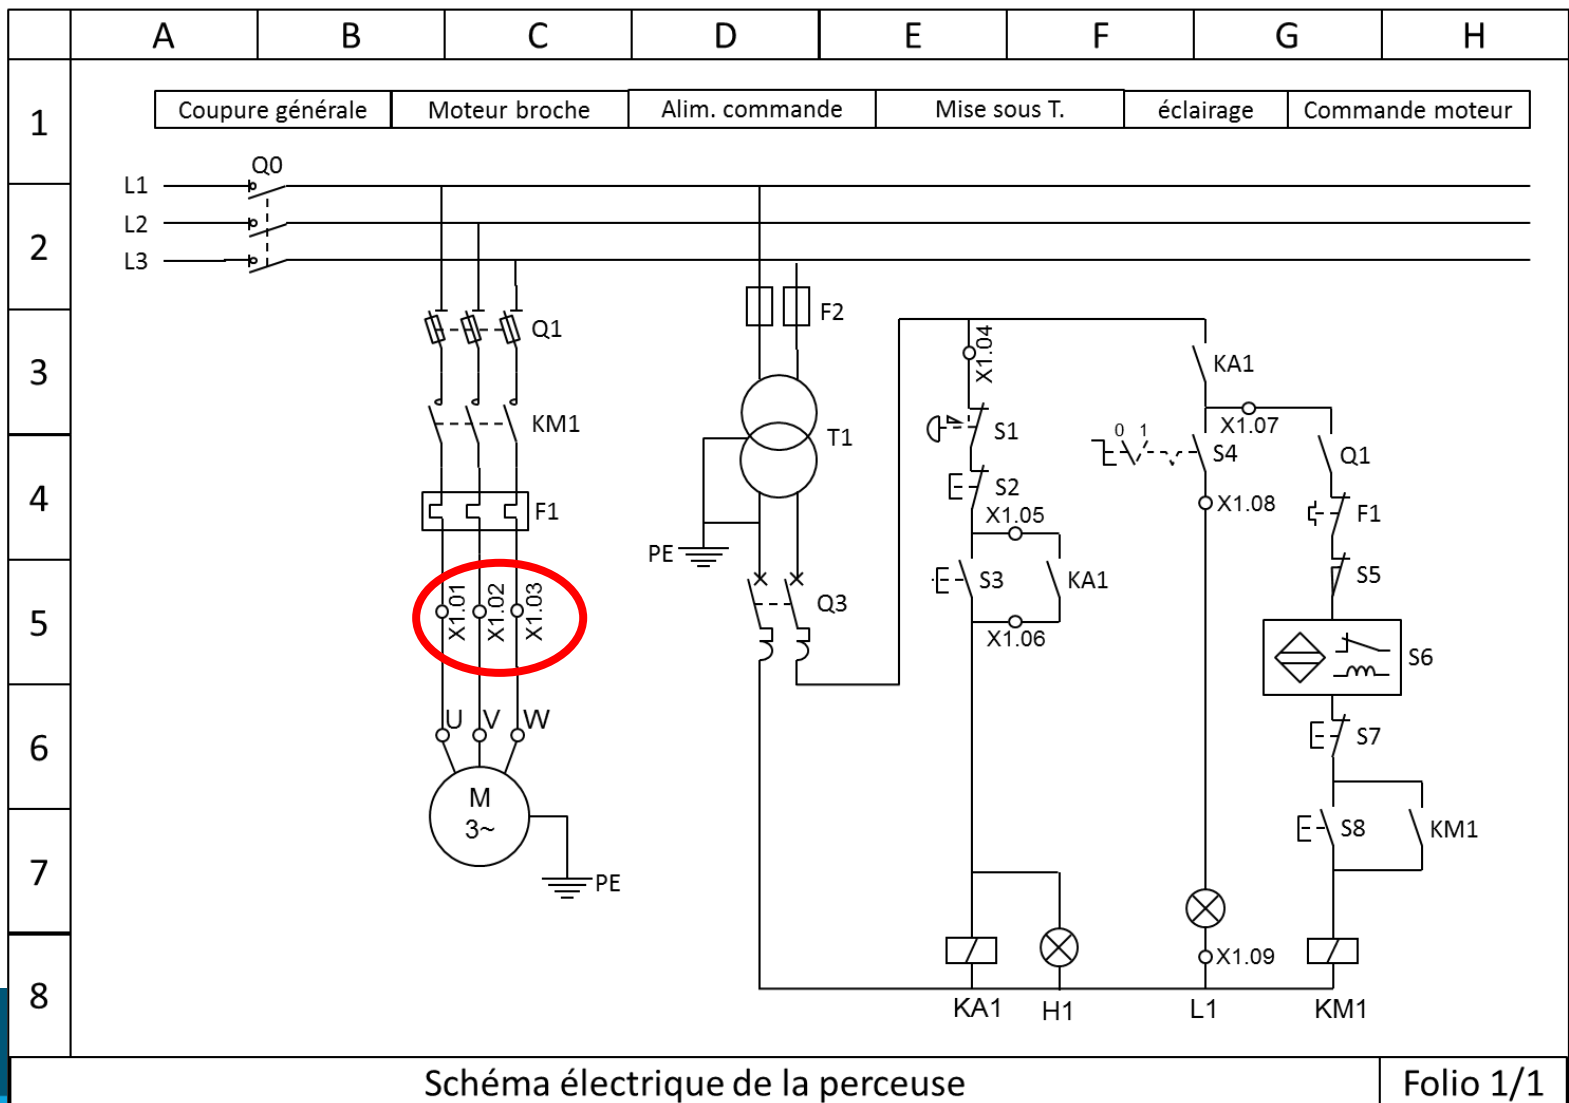 A B C D E F G H
1
Coupure générale Moteur broche Alim. commande Mise sous T. éclairage Commande moteur
Q0
L1
L2
2
L3
F2
Q1
3
X1.04
KA1
KM1
S1
T1
0 1
X1.07
S4
Q1
4
S2
X1.05
X1.08
F1
F1
PE
5
X1.01
X1.02
X1.03
Q3
S3
KA1
S5
X1.06
S6
U V W
6
S7
M
3~
S8
KM1
7
PE
X1.09
8
KA1
H1
L1
KM1
Schéma électrique de la perceuse
Folio 1/1